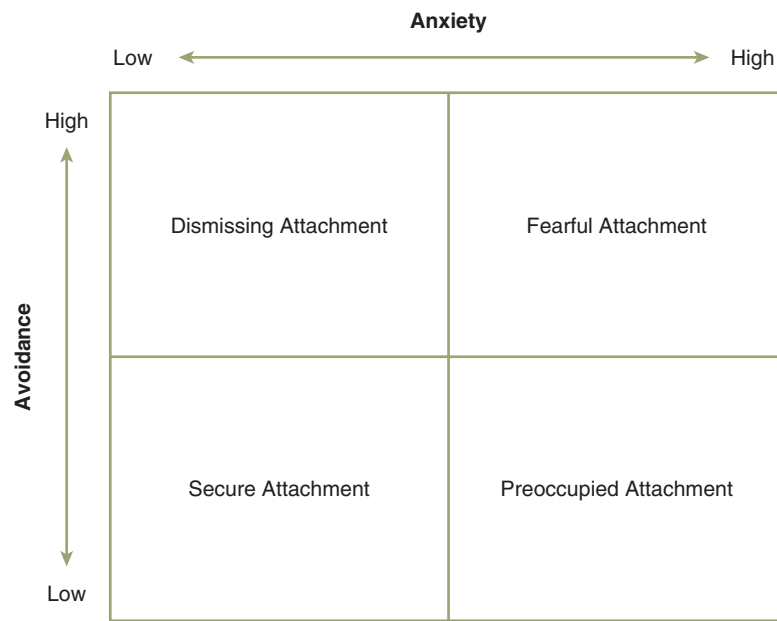 Anxiety
Low
High
High
Dismissing Attachment
Fearful Attachment
Avoidance
Secure Attachment
Preoccupied Attachment
Low